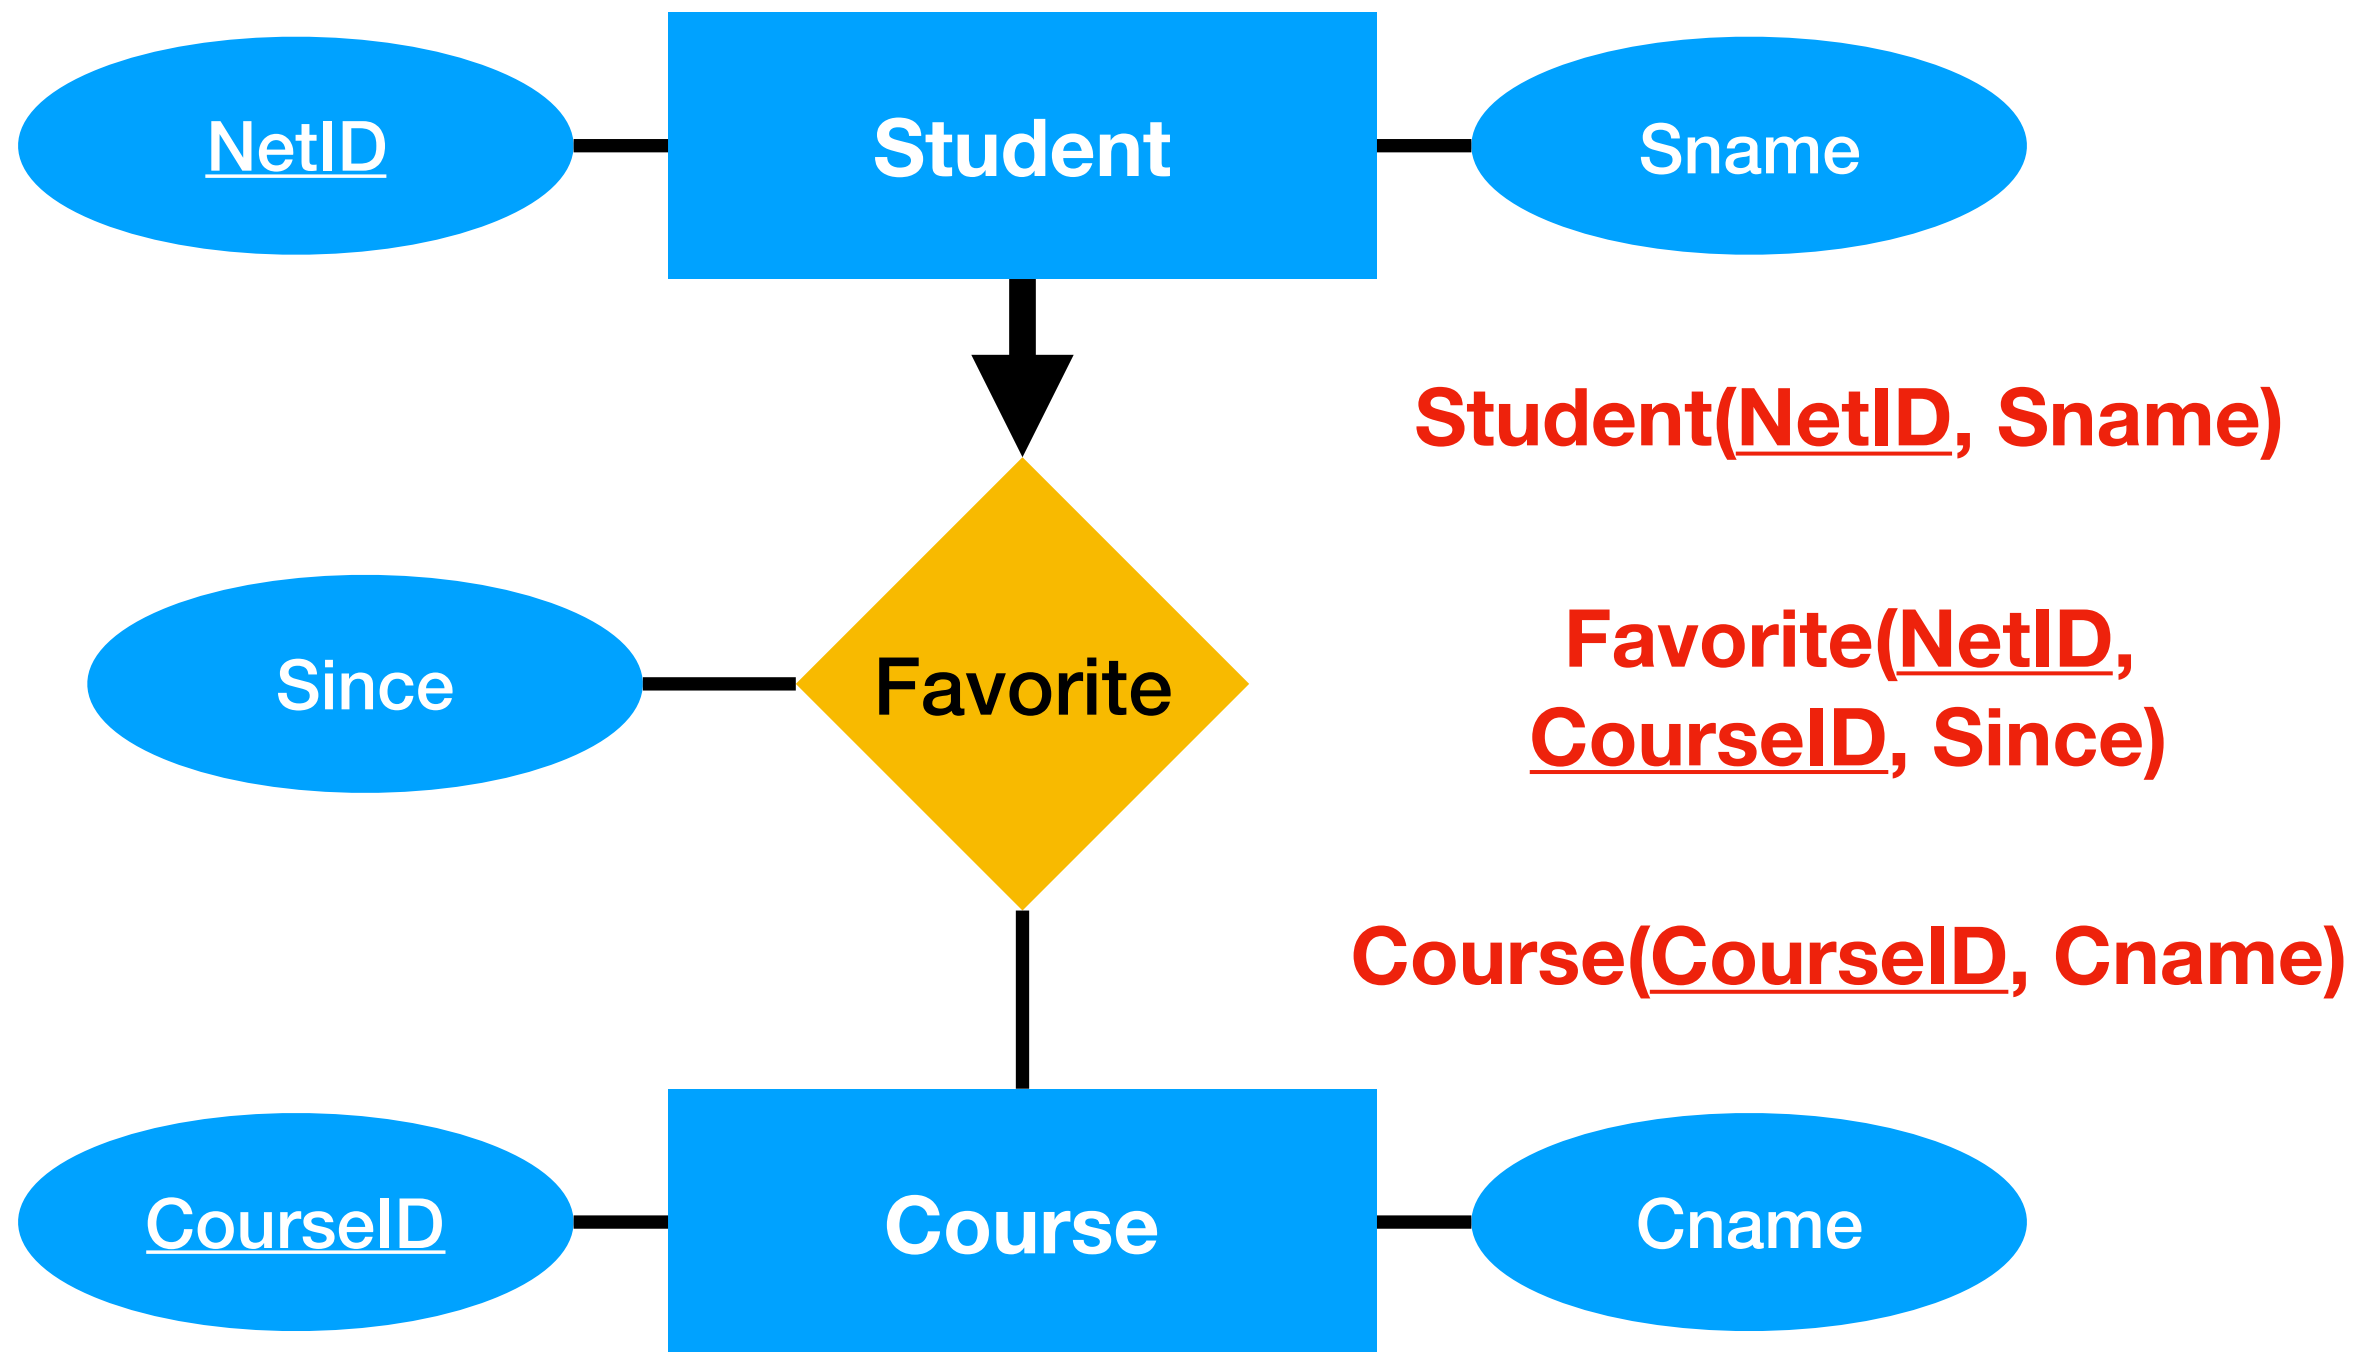 NetID
Student
Sname
Student(NetID, Sname)
Since
Favorite
Favorite(NetID,
CourseID, Since)
Course(CourseID, Cname)
CourseID
Course
Cname